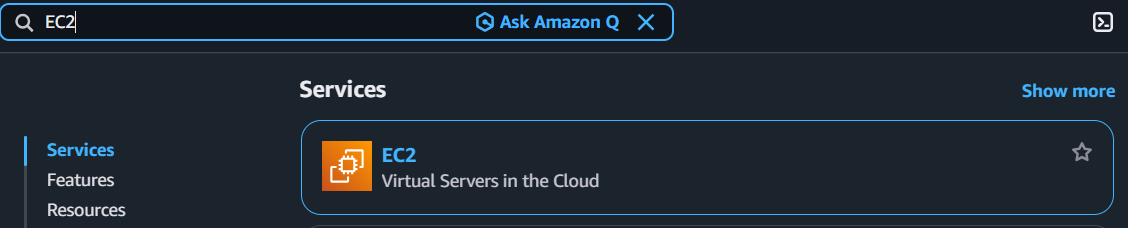 EC2
Ask Amazon Q
Services
Show more
Services
Features
Resources
EC2
Virtual Servers in the Cloud